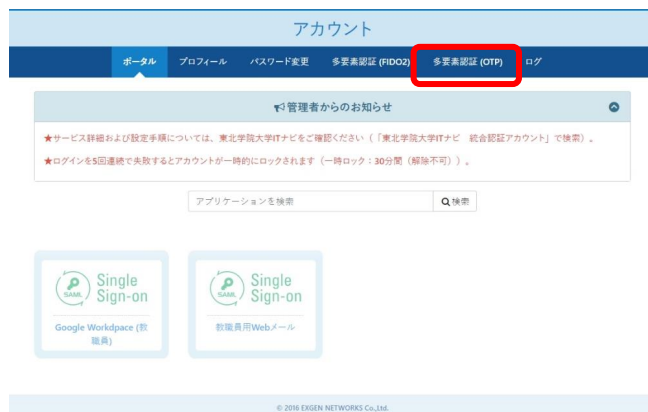 アカウント
ポータル プロフィール パスワード変更 多要素認証 (FIDO2) 多要素認証 (OTP) ログ
管理者からのお知らせ
★サービス詳細および設定手順については、東北学院大学ITナビをご確認ください（「東北学院大学ITナビ 統合認証アカウント」で検索）。
★ログインを5回連続で失敗するとアカウントが一時的にロックされます（一時ロック：30分間（解除不可））。
アプリケーションを検索 検索
SAML Single Sign-on
Google Workdpace (教
職員)
SAML Single Sign-on
教職員用Webメール
© 2016 EXGEN NETWORKS Co.,Ltd.